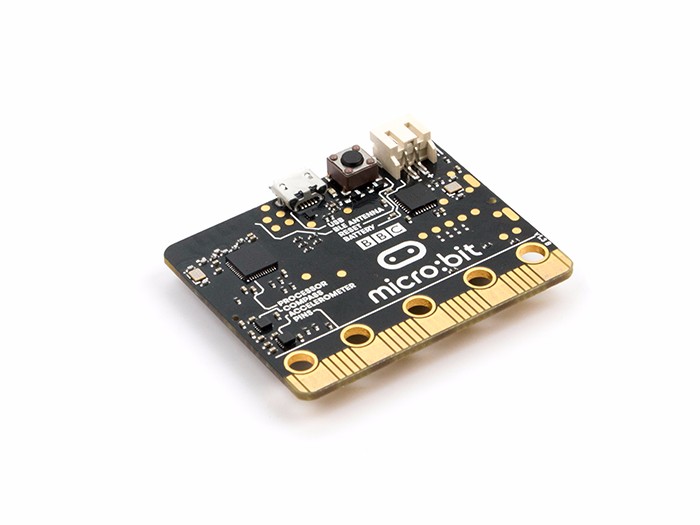 USB
BLE ANTENNA
RESET
BATTERY
BBC
micro:bit
PROCESSOR
COMPASS
ACCELEROMETER
PINS